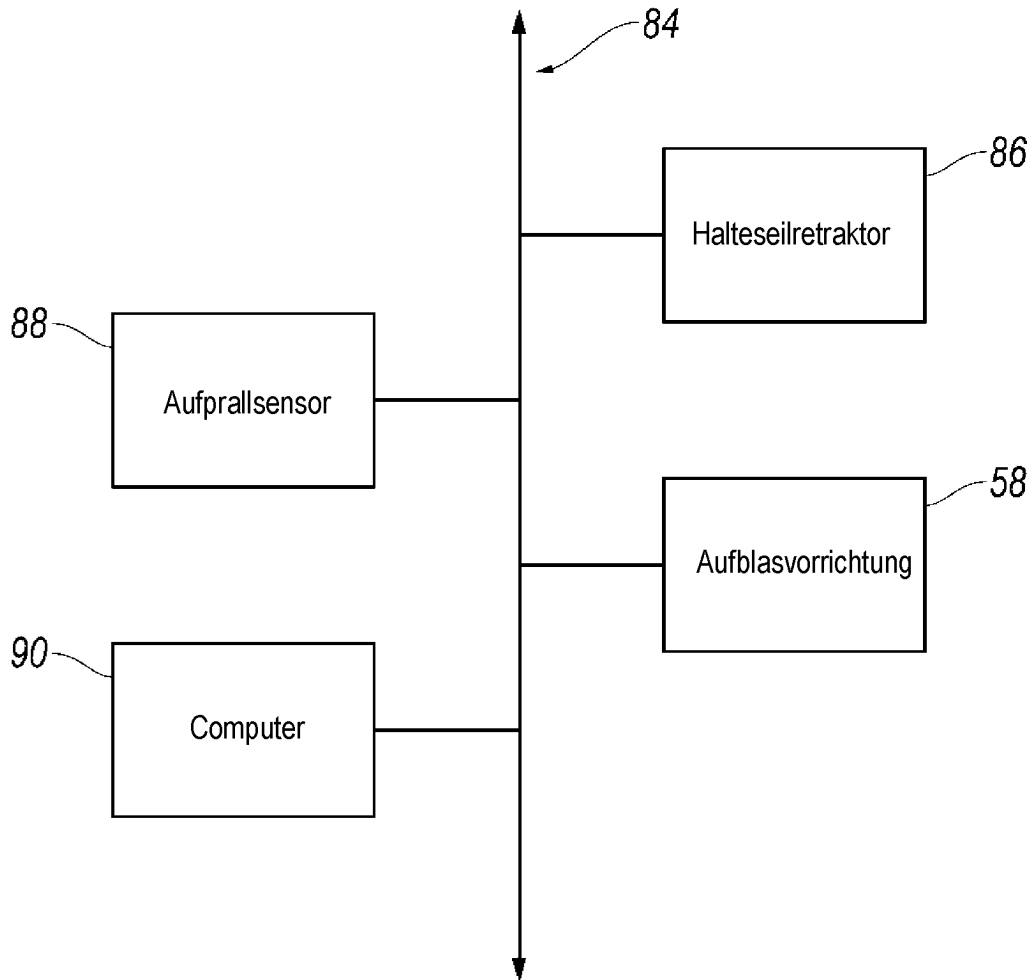 84
86
Halteseilretraktor
88
Aufprallsensor
58
Aufblasvorrichtung
90
Computer